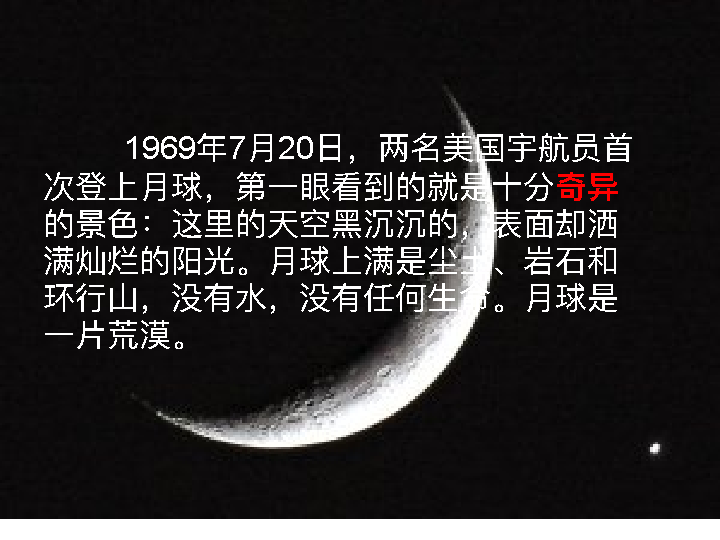 1969年7月20日，两名美国宇航员首
次登上月球，第一眼看到的就是十分奇异
的景色：这里的天空黑沉沉的，表面却洒
满灿烂的阳光。月球上满是尘土、岩石和
环行山，没有水，没有任何生命。月球是
一片荒漠。